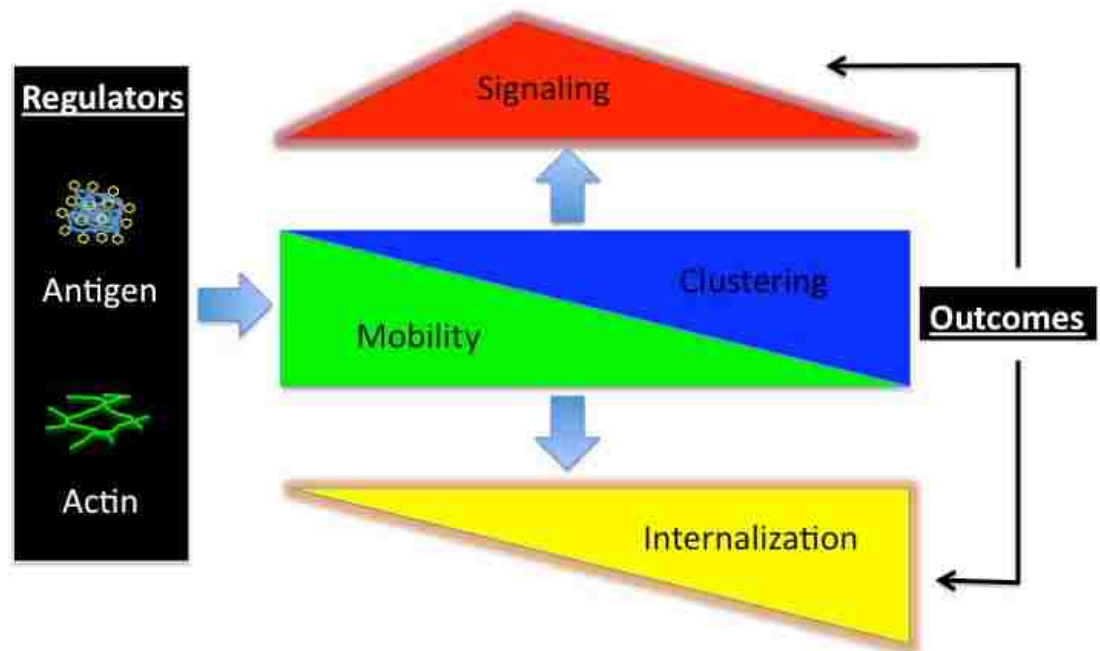 Regulators
Antigen
Actin
Signaling
Clustering
Mobility
Internalization
Outcomes